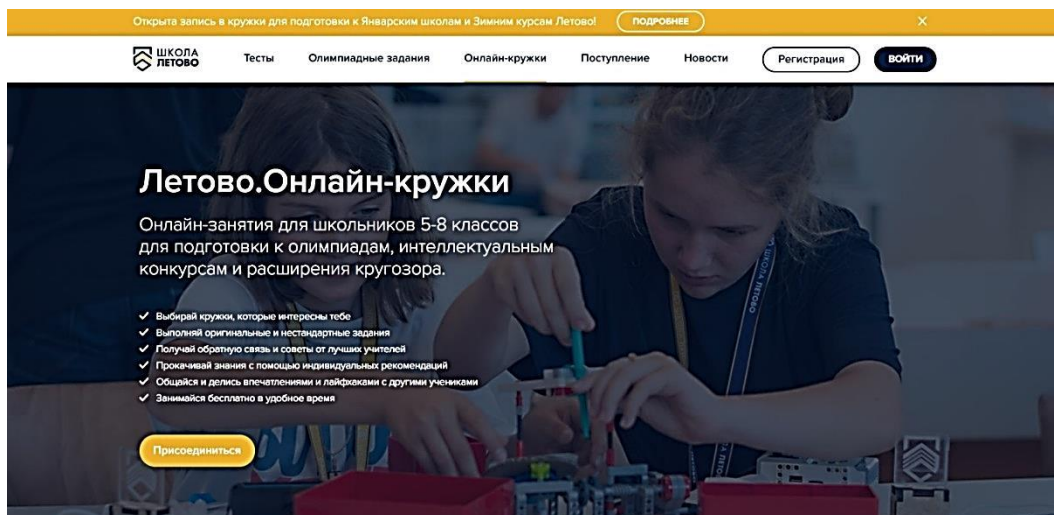 Открыта запись в кружки для подготовки к Январским школам и Зимним курсам Летово! ПОДРОБНЕЕ ×
ШКОЛА
ЛЕТОВО
Тесты Олимпиадные задания Онлайн-кружки Поступление Новости Регистрация ВОЙТИ
Летово.Онлайн-кружки
Онлайн-занятия для школьников 5-8 классов
для подготовки к олимпиадам, интеллектуальным
конкурсам и расширения кругозора.
✓ Выбирай кружки, которые интересны тебе
✓ Выполняй оригинальные и нестандартные задания
✓ Получай обратную связь и советы от лучших учителей
✓ Прокачивай знания с помощью индивидуальных рекомендаций
✓ Общайся и делись впечатлениями и лайфхаками с другими учениками
✓ Занимайся бесплатно в удобное время
Присоединиться
ШКОЛА ЛЕТОВО